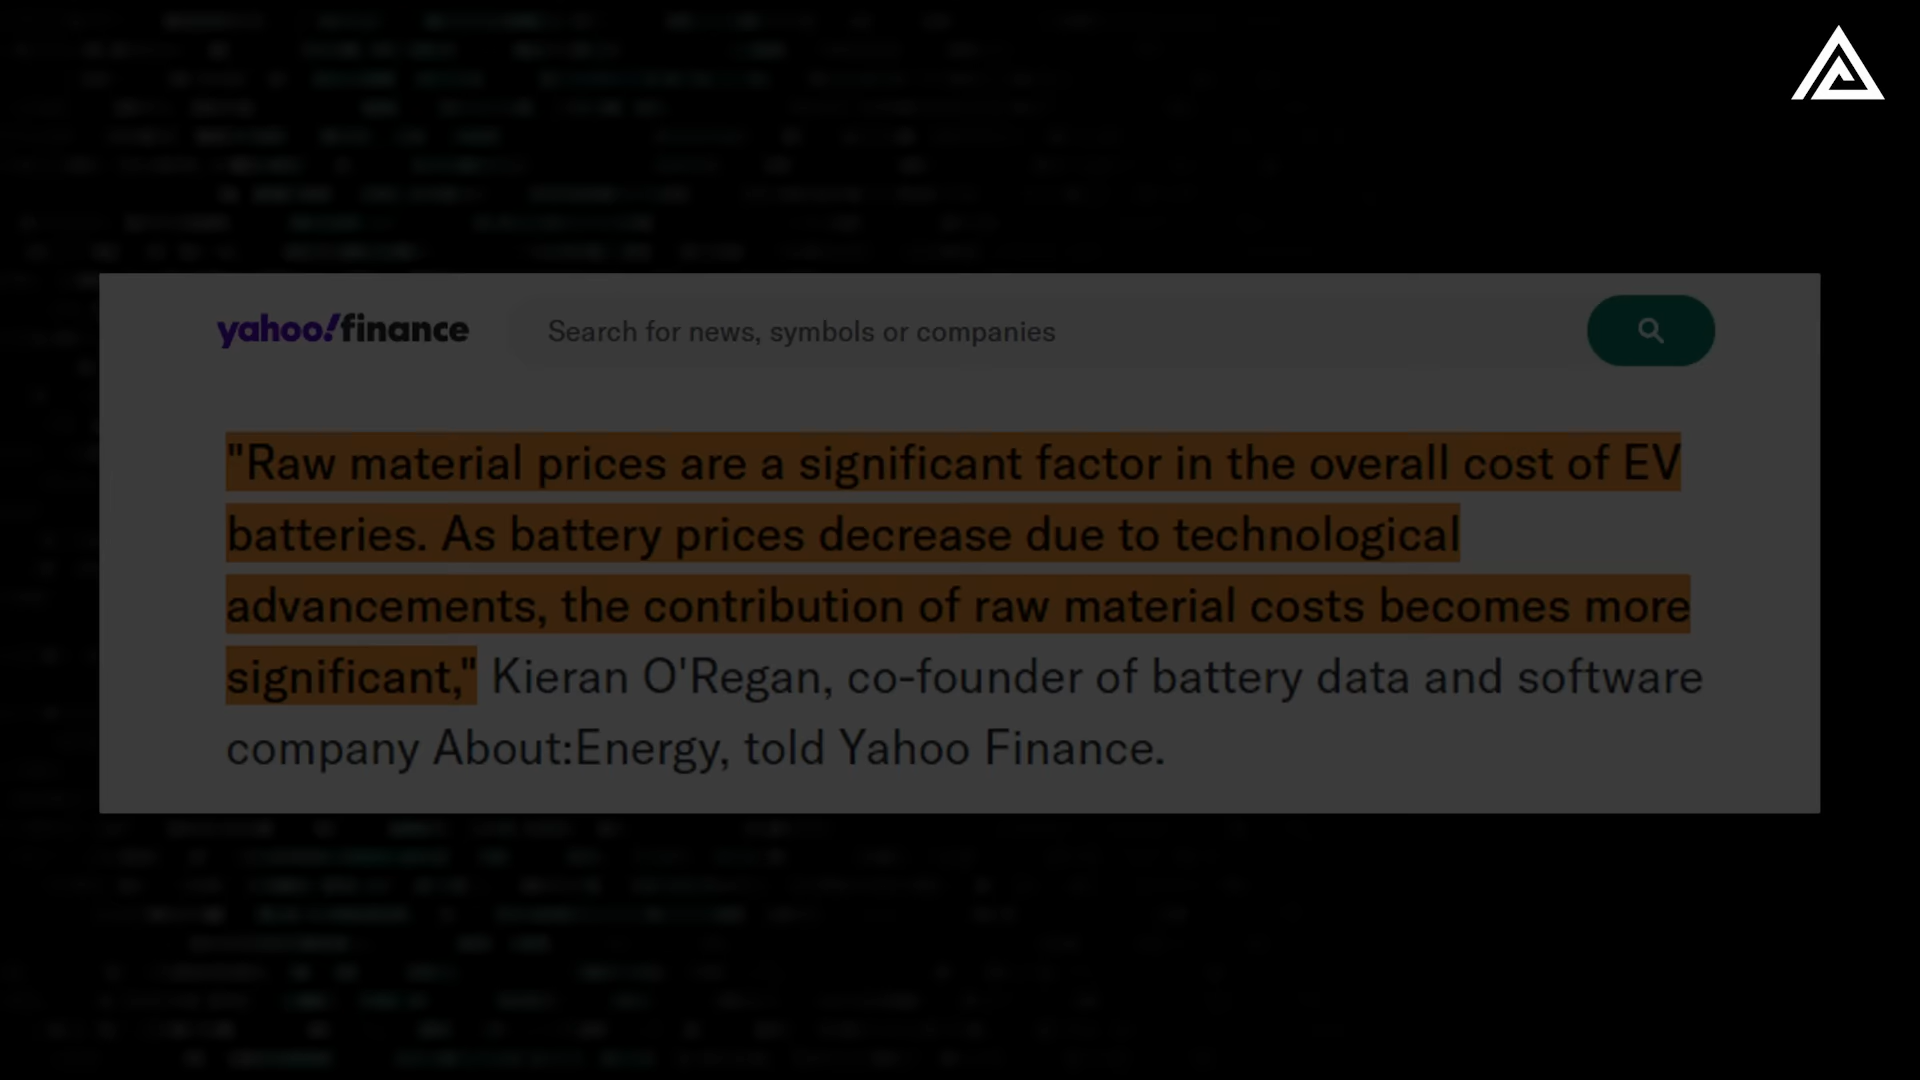 yahoo!finance
Search for news, symbols or companies
"Raw material prices are a significant factor in the overall cost of EV
batteries. As battery prices decrease due to technological
advancements, the contribution of raw material costs becomes more
significant," Kieran O'Regan, co-founder of battery data and software
company About:Energy, told Yahoo Finance.